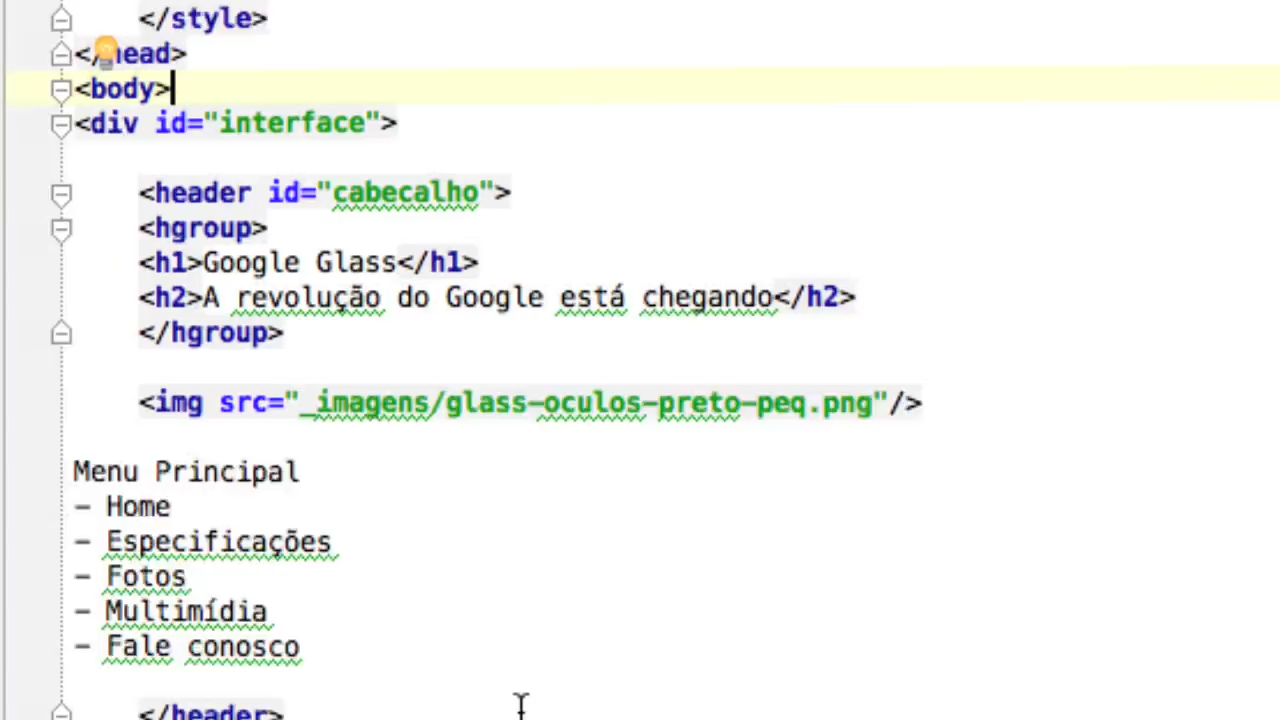 </style>
</head>
<body>
<div id="interface">
<header id="cabecalho">
<hgroup>
<h1>Google Glass</h1>
<h2>A revolução do Google está chegando</h2>
</hgroup>
<img src="_imagens/glass-oculos-preto-peq.png"/>
Menu Principal
- Home
- Especificações
- Fotos
- Multimídia
- Fale conosco
</header>